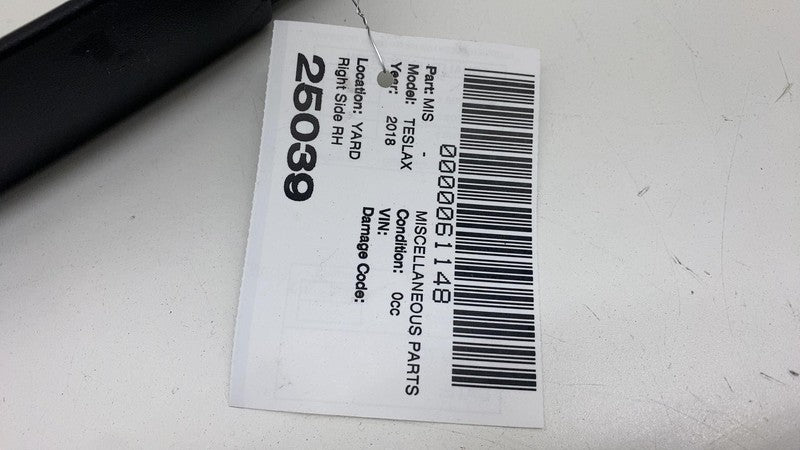 0000061148
Part: MIS - MISCELLANEOUS PARTS
Model: TESLAX Condition: 0cc
Year: 2018 VIN:
Damage Code:
Location: YARD
Right Side RH
25039